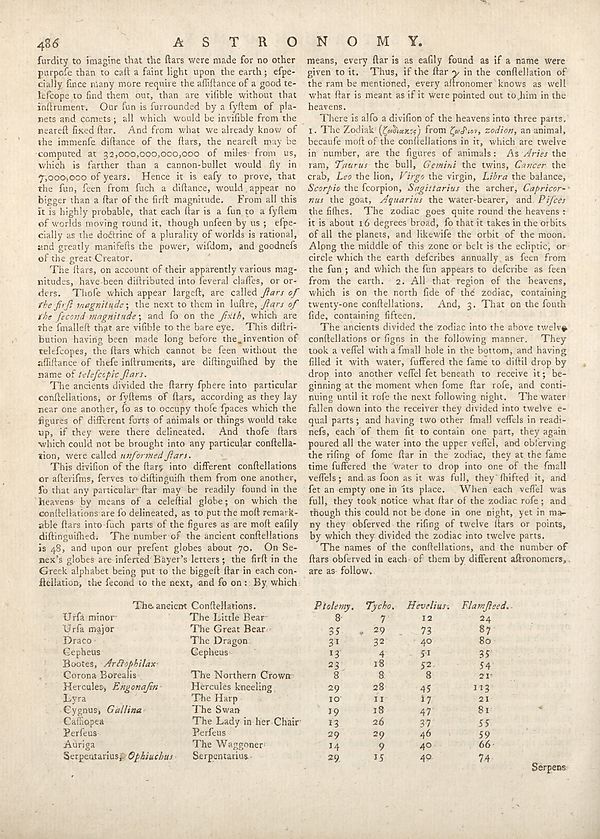 486 ASTRONOMY.
ſurdity to imagine that the ſtars were made for no other
purpoſe than to caſt a faint light upon the earth; eſpe-
cially ſince many more require the aſſiſtance of a good te-
leſcope to find them out, than are viſible without that
inſtrument. Our ſun is ſurrounded by a ſyſtem of pla-
nets and comets; all which would be inviſible from the
neareſt fixed ſtar. And from what we already know of
the immenſe diſtance of the ſtars, the neareſt may be
computed at 32,000,000,000,000 of miles from us,
which is farther than a cannon-bullet would fly in
7,000,000 of years. Hence it is eaſy to prove, that
the ſun, ſeen from ſuch a diſtance, would appear no
bigger than a ſtar of the firſt magnitude. From all this
it is highly probable, that each ſtar is a ſun to a ſyſtem
of worlds moving round it, though unſeen by us; eſpe-
cially as the doctrine of a plurality of worlds is rational,
and greatly manifeſts the power, wiſdom, and goodneſs
of the great Creator.
The ſtars, on account of their apparently various mag-
nitudes, have been diſtributed into ſeveral claſſes, or or-
ders. Thoſe which appear largeſt, are called ſtars of
the firſt magnitude; the next to them in luſtre, ſtars of
the ſecond magnitude; and ſo on to the ſixth, which are
the ſmalleſt that are viſible to the bare eye. This diſtri-
bution having been made long before the invention of
teleſcopes, the ſtars which cannot be ſeen without the
aſſiſtance of theſe inſtruments, are diſtinguiſhed by the
name of teleſcopic ſtars.
The ancients divided the ſtarry ſphere into particular
conſtellations, or ſyſtems of ſtars, according as they lay
near one another, ſo as to occupy thoſe ſpaces which the
figures of different ſorts of animals or things would take
up, if they were there delineated. And thoſe ſtars
which could not be brought into any particular conſtella-
tion, were called unformed ſtars.
This diviſion of the ſtars into different conſtellations
or aſteriſms, ſerves to diſtinguiſh them from one another,
ſo that any particular ſtar may be readily found in the
heavens by means of a celeſtial globe; on which the
conſtellations are ſo delineated, as to put the moſt remark-
able ſtars into ſuch parts of the figures as are moſt eaſily
diſtinguiſhed. The number of the ancient conſtellations
is 48, and upon our preſent globes about 70. On Se-
nex's globes are inſerted Bayer's letters; the firſt in the
Greek alphabet being put to the biggeſt ſtar in each con-
ſtellation, the ſecond to the next, and ſo on: By which
means, every ſtar is as eaſily found as if a name were
given to it. Thus, if the ſtar γ in the conſtellation of
the ram be mentioned, every aſtronomer knows as well
what ſtar is meant as if it were pointed out to him in the
heavens.
There is alſo a diviſion of the heavens into three parts.
1. The Zodiak (ζωδιακος) from ζωδιον, zodion, an animal,
becauſe moſt of the conſtellations in it, which are twelve
in number, are the figures of animals: As Aries the
ram, Taurus the bull, Gemini the twins, Cancer the
crab, Leo the lion, Virgo the virgin, Libra the balance,
Scorpio the ſcorpion, Sagittarius the archer, Capricor-
nus the goat, Aquarius the water-bearer, and Piſces
the fiſhes. The zodiac goes quite round the heavens:
it is about 16 degrees broad, ſo that it takes in the orbits
of all the planets, and likewiſe the orbit of the moon.
Along the middle of this zone or belt is the ecliptic, or
circle which the earth deſcribes annually as ſeen from
the ſun; and which the ſun appears to deſcribe as ſeen
from the earth. 2. All that region of the heavens,
which is on the north ſide of the zodiac, containing
twenty-one conſtellations. And, 3. That on the ſouth
ſide, containing fifteen.
The ancients divided the zodiac into the above twelve
conſtellations or ſigns in the following manner. They
took a veſſel with a ſmall hole in the bottom, and having
filled it with water, ſuffered the ſame to diſtil drop by
drop into another veſſel ſet beneath to receive it; be-
ginning at the moment when ſome ſtar roſe, and conti-
nuing until it roſe the next following night. The water
fallen down into the receiver they divided into twelve e-
qual parts; and having two other ſmall veſſels in readi-
neſs, each of them fit to contain one part, they again
poured all the water into the upper veſſel, and obſerving
the riſing of ſome ſtar in the zodiac, they at the ſame
time ſuffered the water to drop into one of the ſmall
veſſels; and as ſoon as it was full, they ſhifted it, and
ſet an empty one in its place. When each veſſel was
full, they took notice what ſtar of the zodiac roſe; and
though this could not be done in one night, yet in ma-
ny they obſerved the riſing of twelve ſtars or points,
by which they divided the zodiac into twelve parts.
The names of the conſtellations, and the number of
ſtars obſerved in each of them by different aſtronomers,
are as follow.
The ancient Conſtellations. Ptolemy. Tycho. Hevelius. Flamſteed.
Urſa minor The Little Bear 8 7 12 24
Urſa major The Great Bear 35 29 73 87
Draco The Dragon 31 32 40 80
Cepheus Cepheus 13 4 51 35
Bootes, Arctophilax 23 18 52 54
Corona Borealis The Northern Crown 8 8 8 21
Hercules, Engonaſin Hercules kneeling 29 28 45 113
Lyra The Harp 10 11 17 21
Cygnus, Gallina The Swan 19 18 47 81
Caſſiopea The Lady in her Chair 13 26 37 55
Perſeus Perſeus 29 29 46 59
Auriga The Waggoner 14 9 40 66
Serpentarius, Ophiuchus Serpentarius 29 15 40 74
Serpens